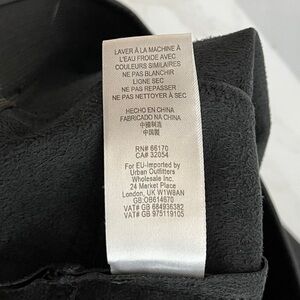 LAVER À LA MACHINE À
L'EAU FROIDE AVEC
COULEURS SIMILAIRES
NE PAS BLANCHIR
LIGNE SEC
NE PAS REPASSER
NE PAS NETTOYER À SEC
HECHO EN CHINA
FABRICADO NA CHINA
中國制造
中国製
RN# 66170
CA# 32054
For EU-Imported by
Urban Outfitters
Wholesale Inc.
24 Market Place
London, UK W1W8AN
GB:OB614670
VAT# GB 684936382
VAT# GB 975119105